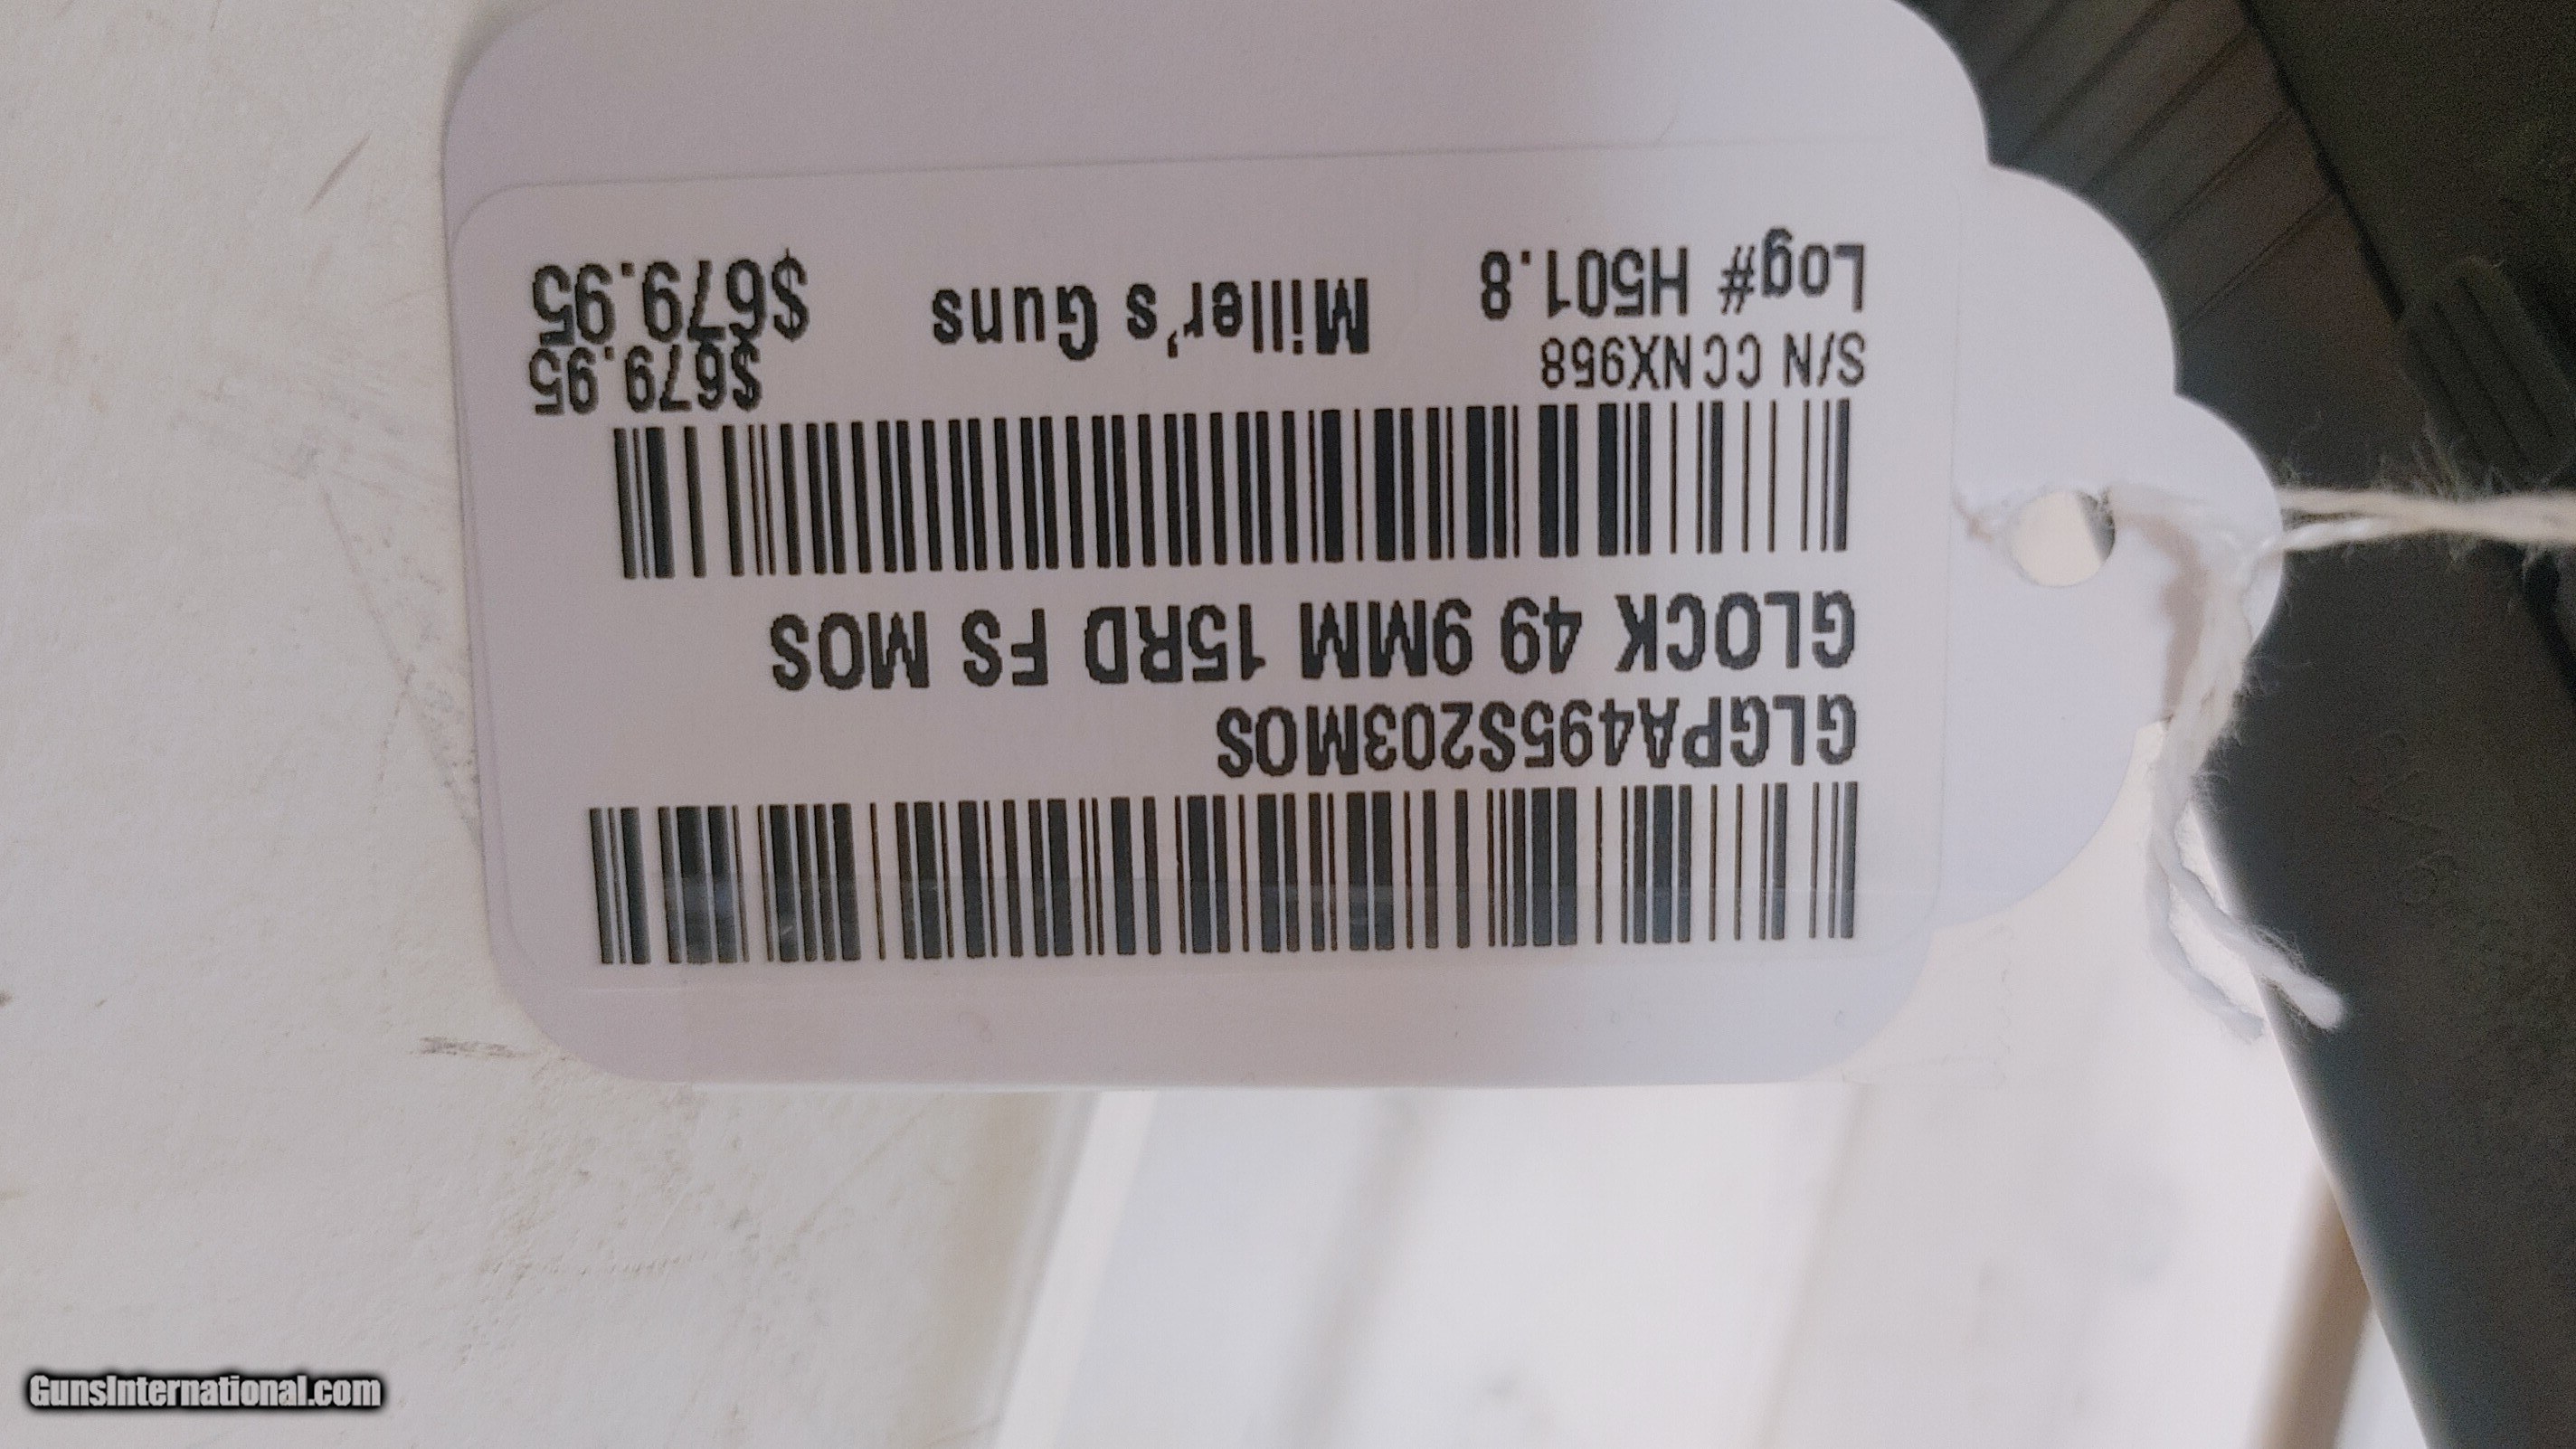 GLGPA495S203MOS
GLOCK 49 9MM 15RD FS MOS
S/N CCNX958 $679.95
Log# H501.8 Miller's Guns $679.95
GunsInternational.com